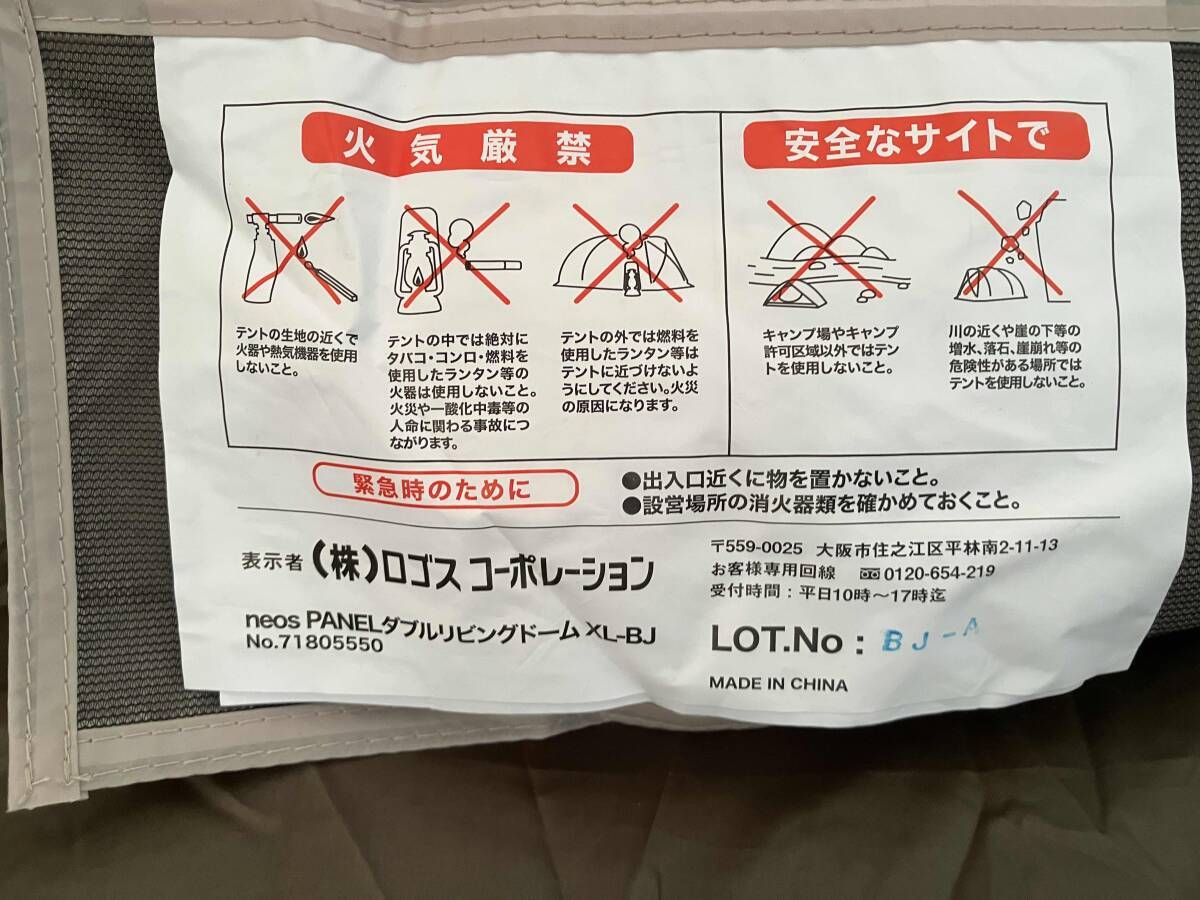 火気厳禁
テントの生地の近くで
火器や熱気機器を使用
しないこと。
テントの中では絶対に
タバコ・コンロ・燃料を
使用したランタン等の
火器は使用しないこと。
火災や一酸化中毒等の
人命に関わる事故につ
ながります。
テントの外では燃料を
使用したランタン等は
テントに近づけないよ
うにしてください。火災
の原因になります。
安全なサイトで
キャンプ場やキャンプ
許可区域以外ではテン
トを使用しないこと。
川の近くや崖の下等の
増水、落石、崖崩れ等の
危険性がある場所では
テントを使用しないこと。
緊急時のために
●出入口近くに物を置かないこと。
●設営場所の消火器類を確かめておくこと。
表示者 (株)ロゴス コーポレーション
neos PANELダブルリビングドーム XL-BJ
No.71805550
〒559-0025 大阪市住之江区平林南2-11-13
お客様専用回線 0120-654-219
受付時間：平日10時～17時迄
LOT.No : BJ-A
MADE IN CHINA